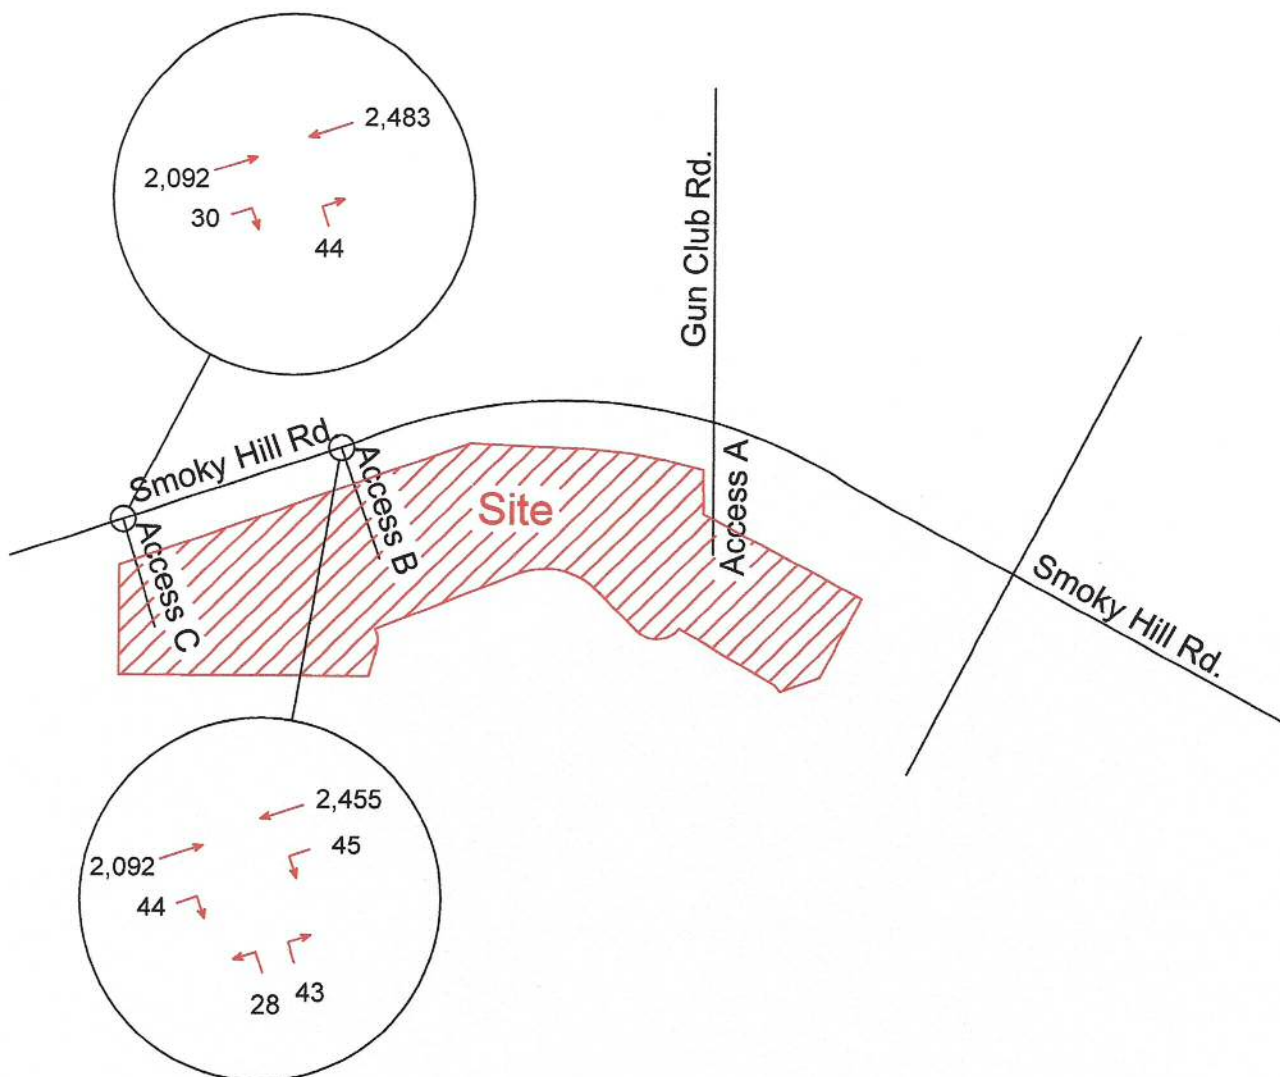 2,483
2,092
30
44
Gun Club Rd.
Smoky Hill Rd.
Access A
Access B
Site
Access C
Smoky Hill Rd.
2,455
45
2,092
44
28
43